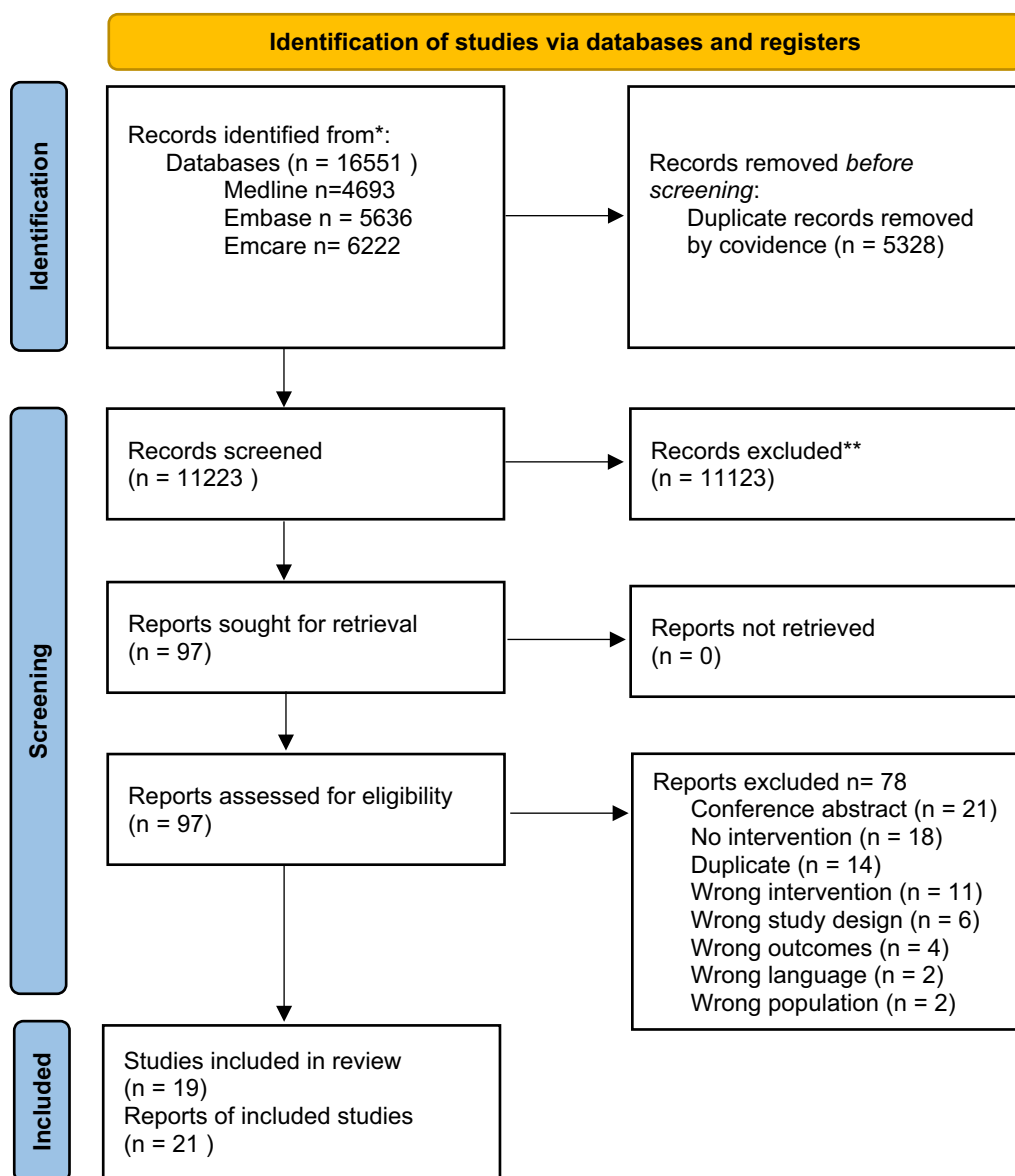 Identification of studies via databases and registers
Identification
Records identified from*:
Databases (n = 16551 )
Medline n=4693
Embase n = 5636
Emcare n= 6222
Records removed before
screening:
Duplicate records removed
by covidence (n = 5328)
Screening
Records screened
(n = 11223 )
Records excluded**
(n = 11123)
Reports sought for retrieval
(n = 97)
Reports not retrieved
(n = 0)
Reports assessed for eligibility
(n = 97)
Reports excluded n= 78
Conference abstract (n = 21)
No intervention (n = 18)
Duplicate (n = 14)
Wrong intervention (n = 11)
Wrong study design (n = 6)
Wrong outcomes (n = 4)
Wrong language (n = 2)
Wrong population (n = 2)
Included
Studies included in review
(n = 19)
Reports of included studies
(n = 21 )